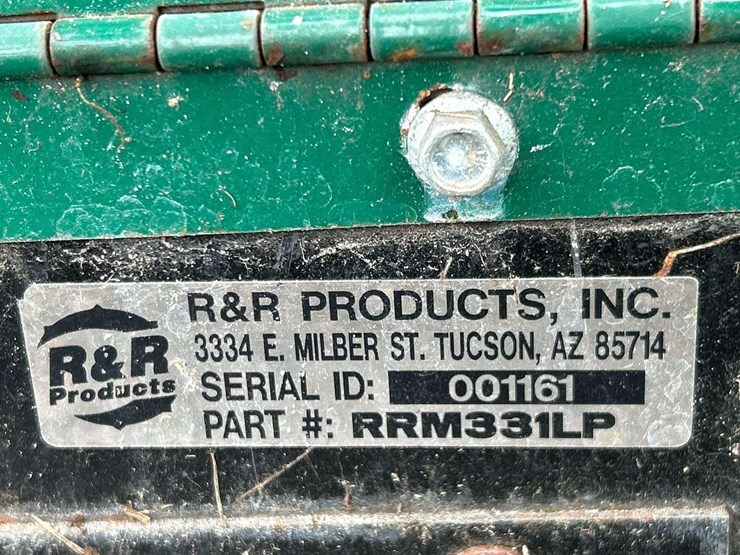 R&R
Products
R&R PRODUCTS, INC.
3334 E. MILBER ST. TUCSON, AZ 85714
SERIAL ID: 001161
PART #: RRM331LP